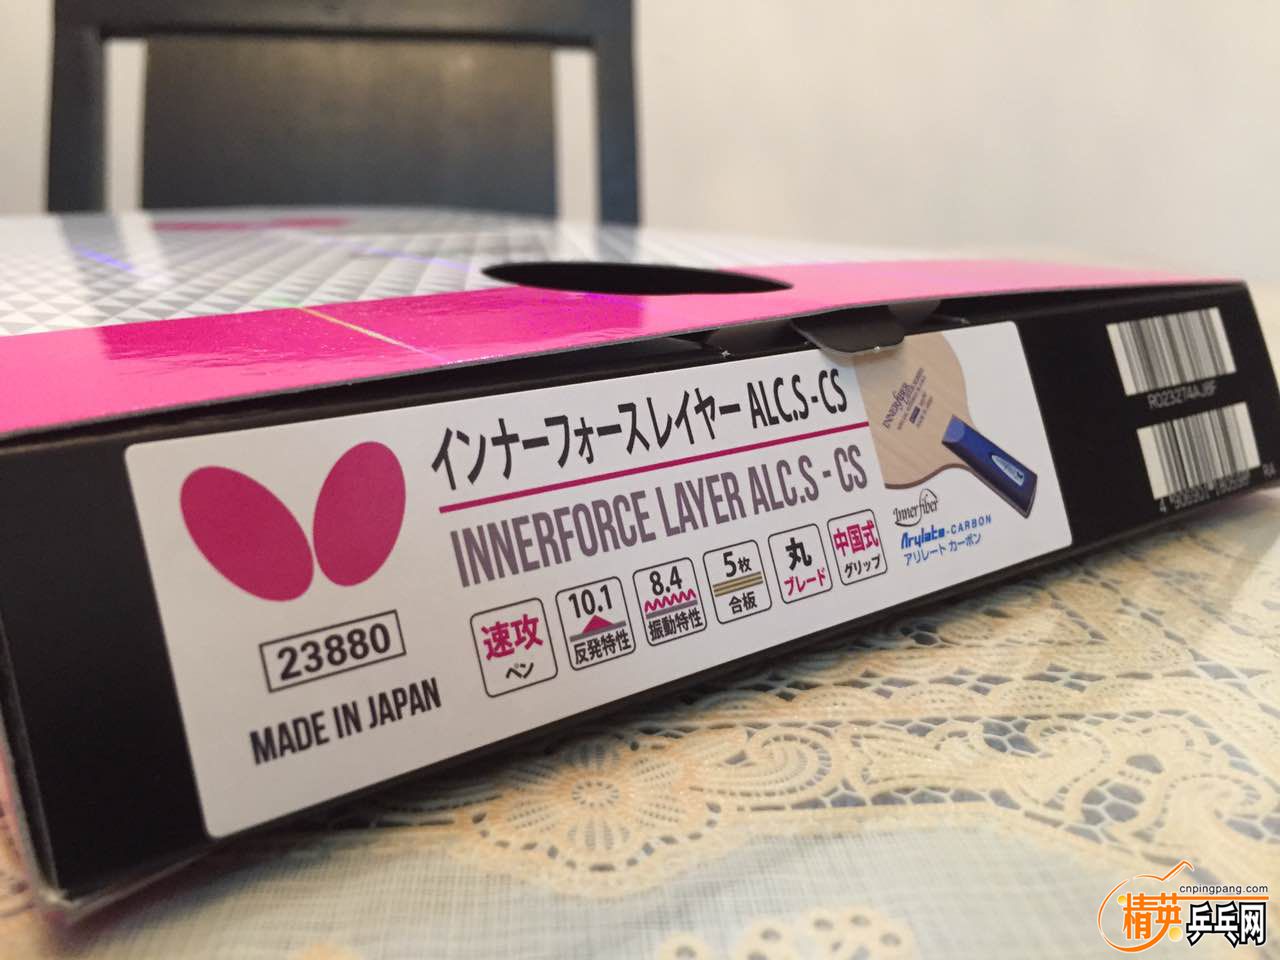 インナーフォースレイヤー ALC.S-CS
INNERFORCE LAYER ALC.S-CS
23880
MADE IN JAPAN
速攻
ペン
10.1
反発特性
8.4
振動特性
5枚
合板
丸
ブレード
中国式
グリップ
INNERFORCE
Innerfiber
Arylate-CARBON
アリレート カーボン
cnpingpang.com
精英乒乓网